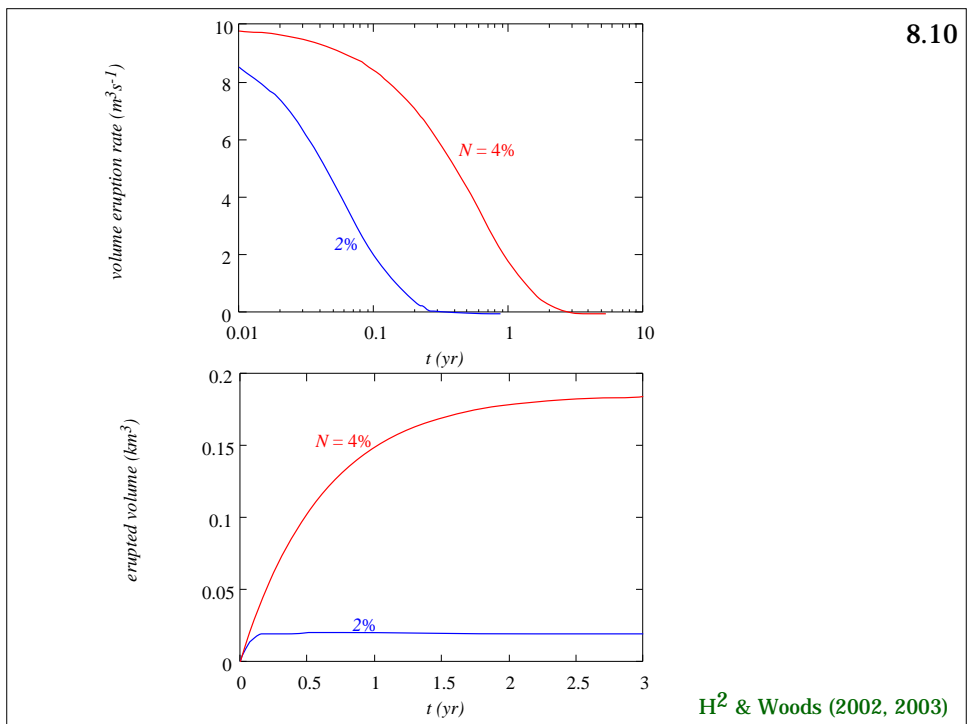 8.10
volume eruption rate (m³s⁻¹)
10
8
6
4
2
0
N = 4%
2%
0.01 0.1 1 10
t (yr)
erupted volume (km³)
0.2
0.15
0.1
0.05
0
N = 4%
2%
0 0.5 1 1.5 2 2.5 3
t (yr)
H² & Woods (2002, 2003)